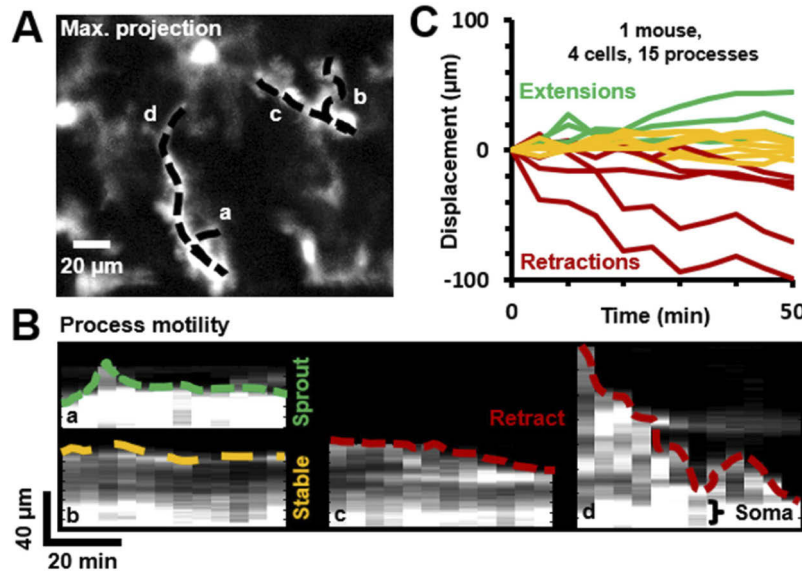 A
Max. projection
d
c
b
a
20 µm
C
1 mouse,
4 cells, 15 processes
100
Extensions
0
Displacement (µm)
Retractions
-100
0
50
Time (min)
B
Process motility
a
Sprout
b
Stable
Retract
c
d
Soma
40 µm
20 min